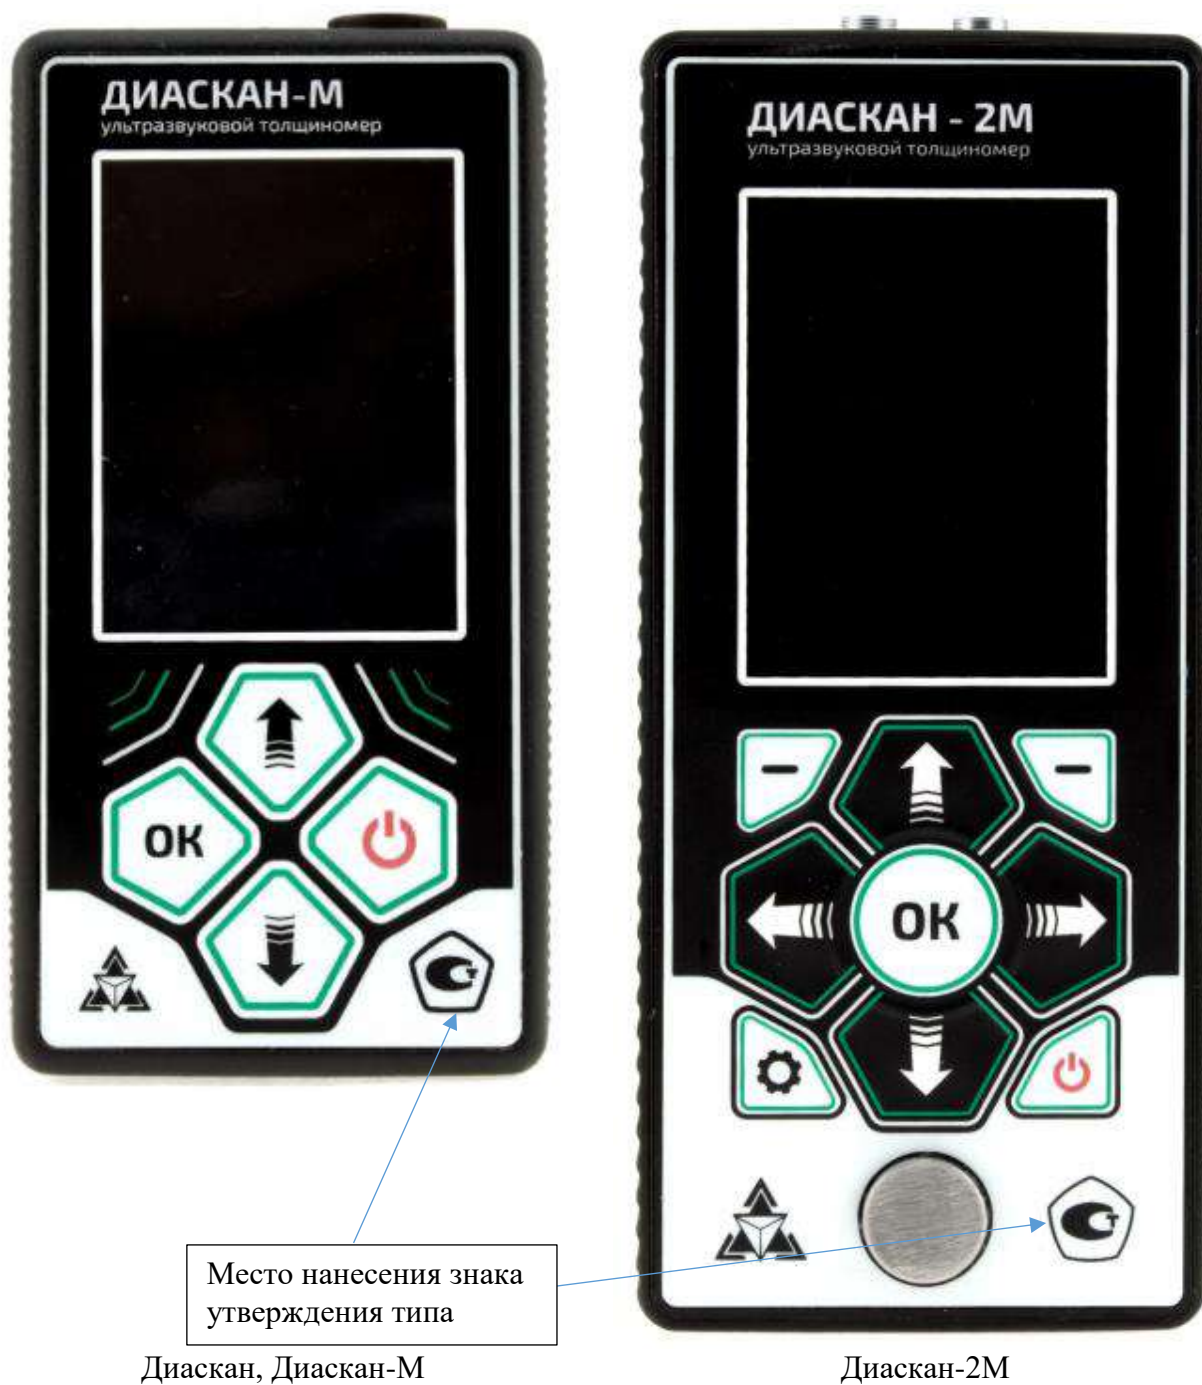 ДИАСКАН-М
ультразвуковой толщиномер
ОК
ДИАСКАН - 2М
ультразвуковой толщиномер
ОК
Место нанесения знака
утверждения типа
Диаскан, Диаскан-М
Диаскан-2М